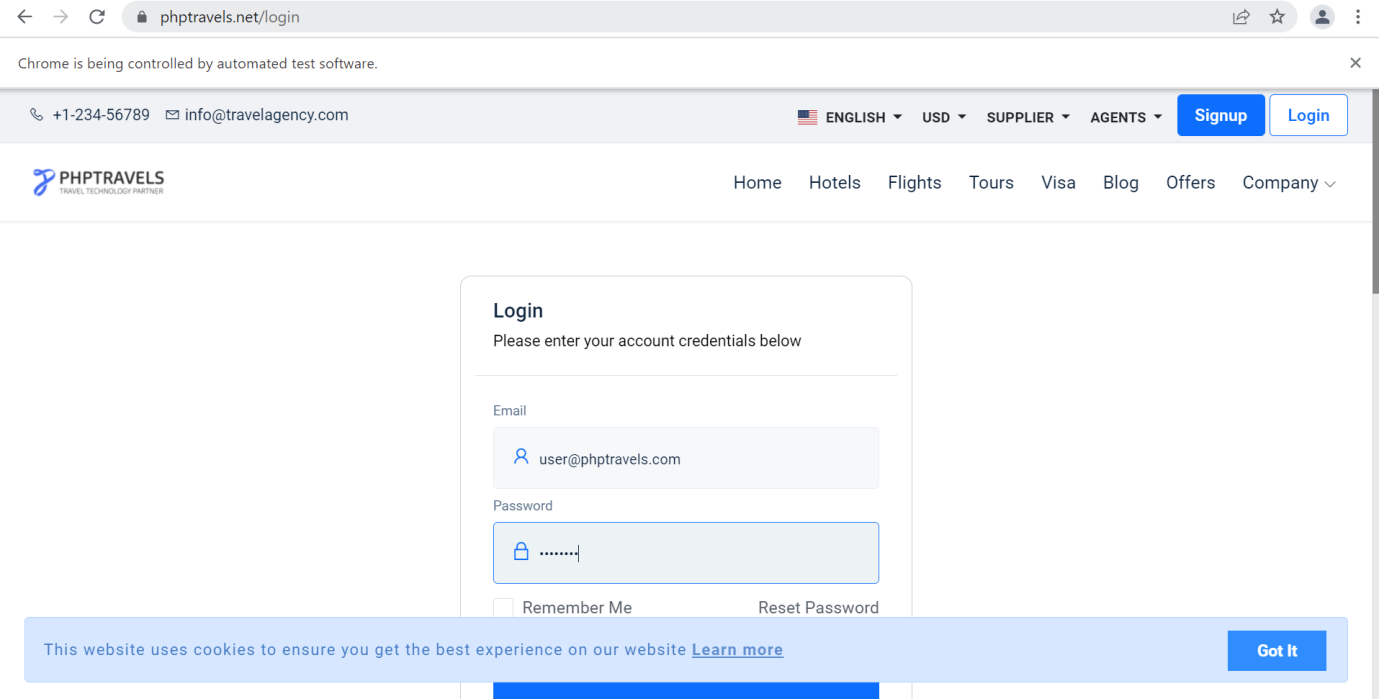 phptravels.net/login
Chrome is being controlled by automated test software.
+1-234-56789 info@travelagency.com ENGLISH USD SUPPLIER AGENTS Signup Login
PHPTRAVELS
TRAVEL TECHNOLOGY PARTNER
Home Hotels Flights Tours Visa Blog Offers Company
Login
Please enter your account credentials below
Email
user@phptravels.com
Password
••••••••
Remember Me Reset Password
This website uses cookies to ensure you get the best experience on our website Learn more Got It